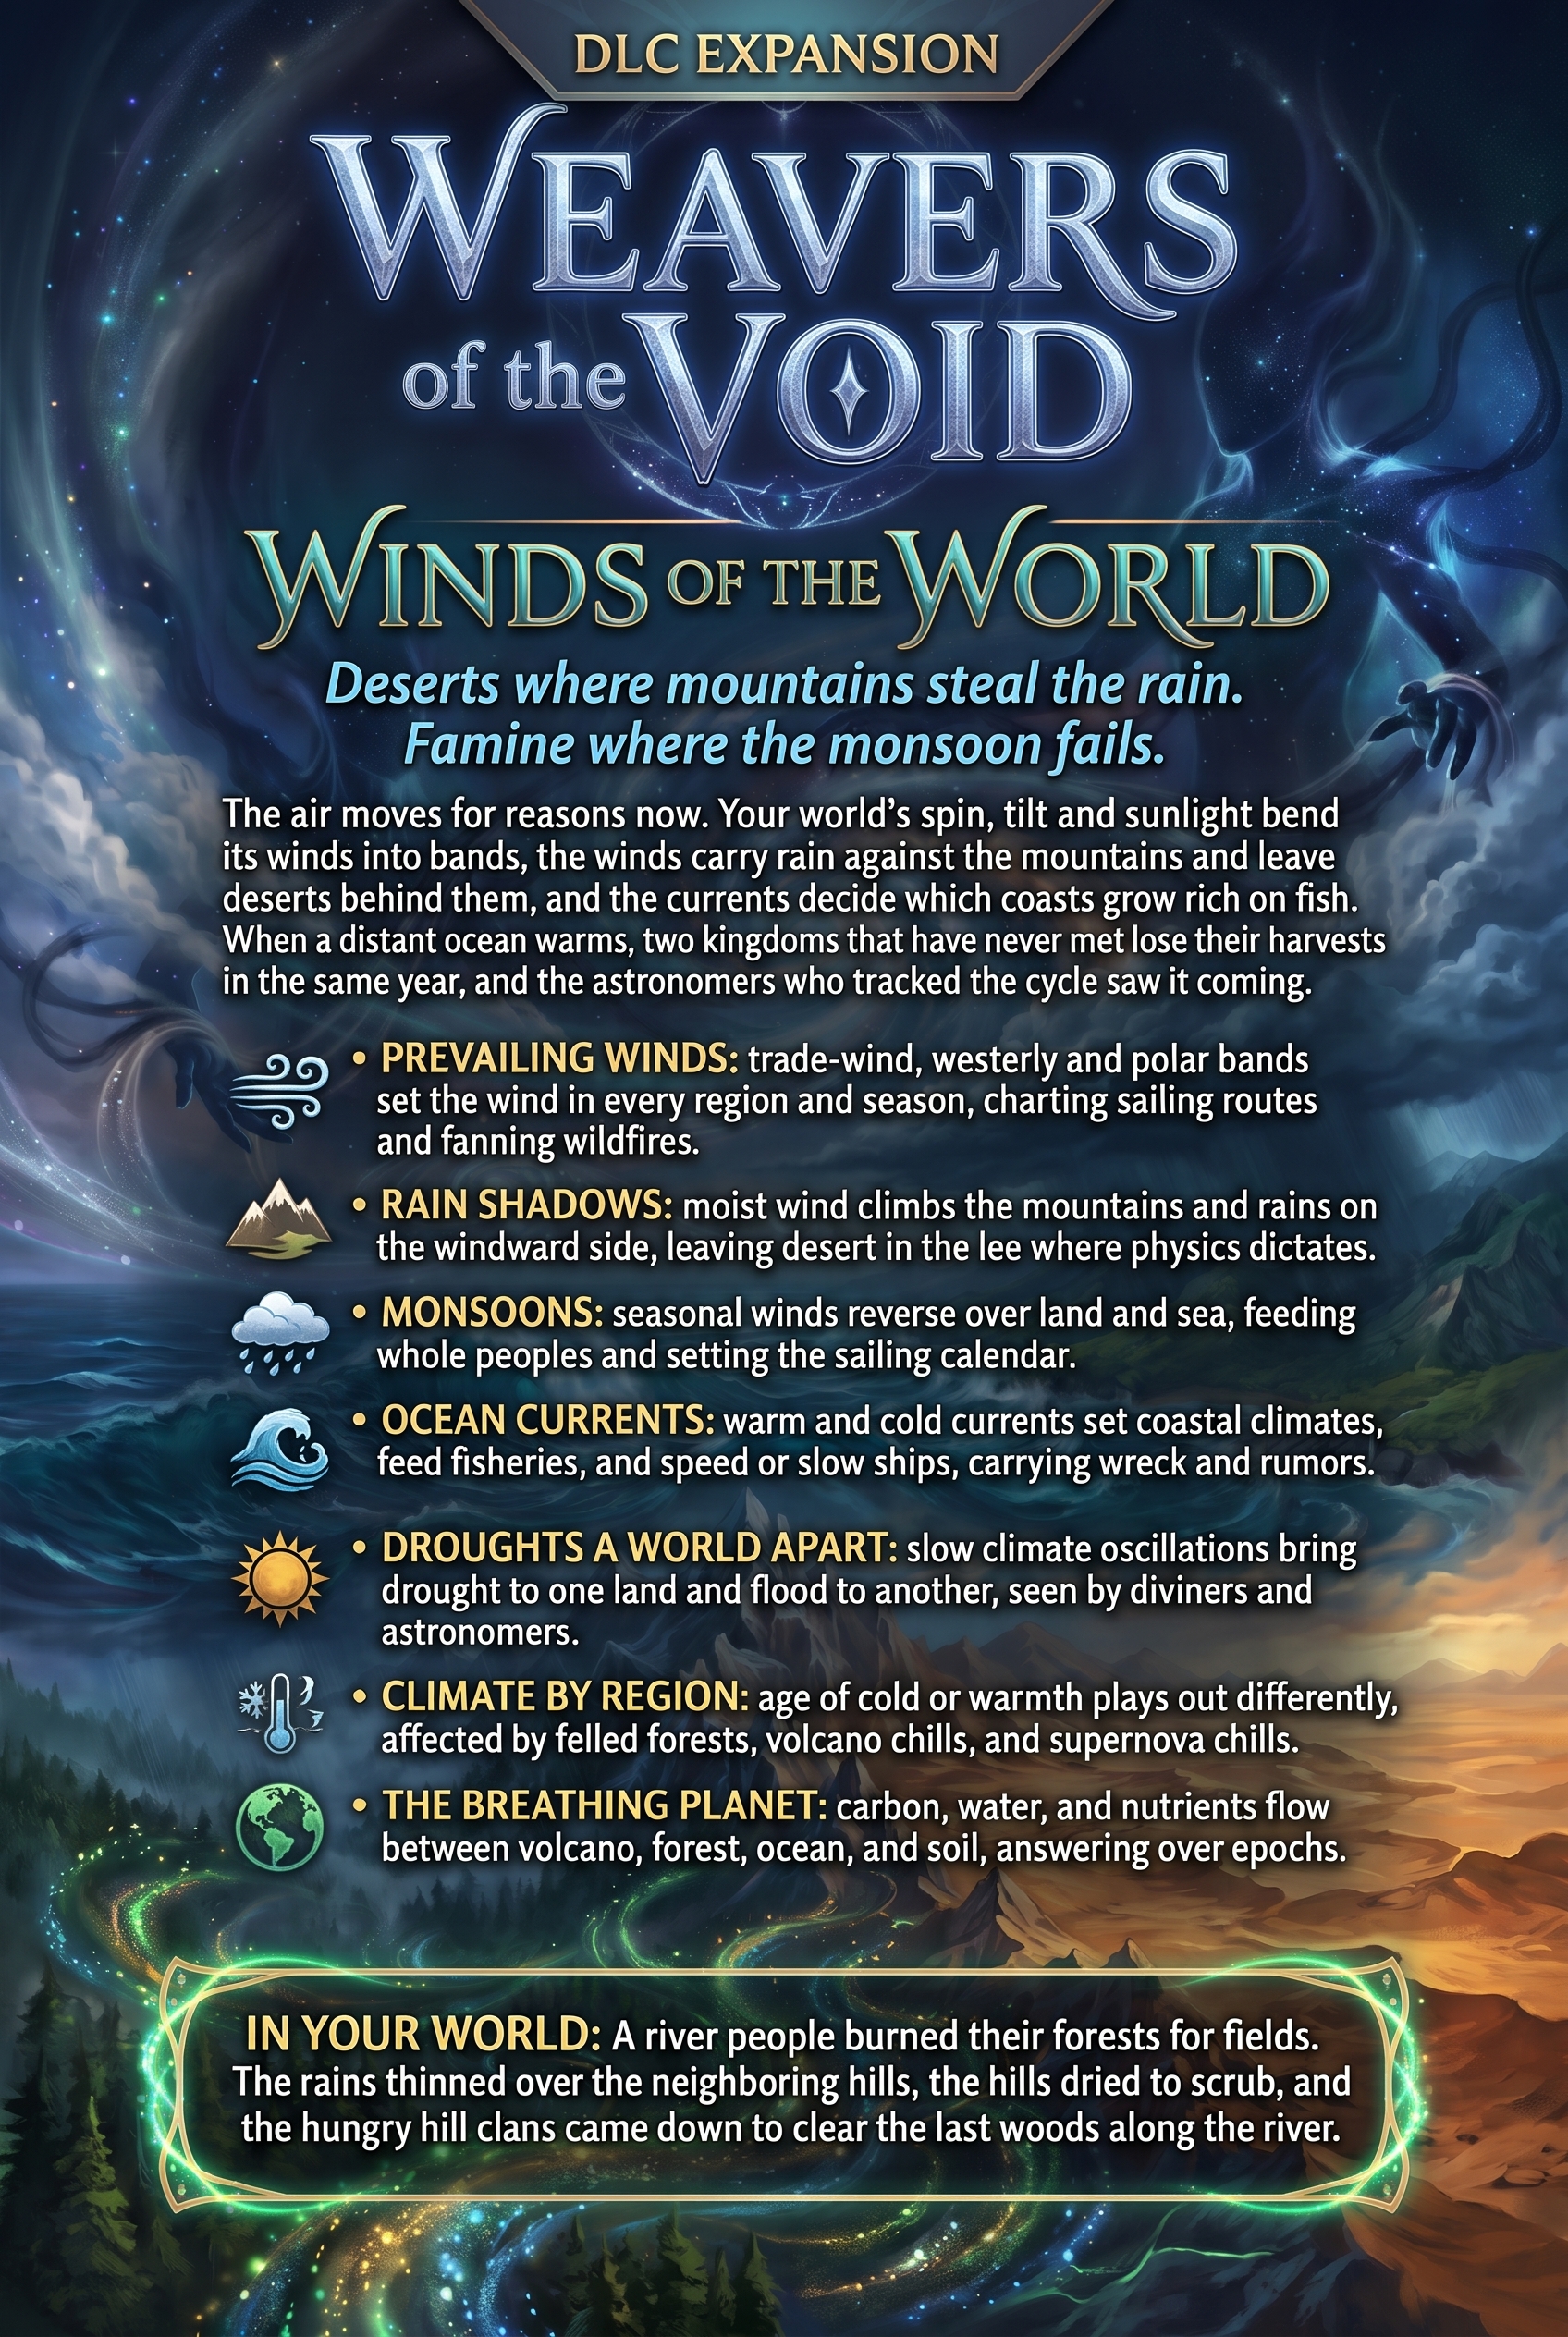 DLC EXPANSION
WEAVERS
of the VOID
WINDS OF THE WORLD
Deserts where mountains steal the rain.
Famine where the monsoon fails.
The air moves for reasons now. Your world’s spin, tilt and sunlight bend
its winds into bands, the winds carry rain against the mountains and leave
deserts behind them, and the currents decide which coasts grow rich on fish.
When a distant ocean warms, two kingdoms that have never met lose their harvests
in the same year, and the astronomers who tracked the cycle saw it coming.
• PREVAILING WINDS: trade-wind, westerly and polar bands
set the wind in every region and season, charting sailing routes
and fanning wildfires.
• RAIN SHADOWS: moist wind climbs the mountains and rains on
the windward side, leaving desert in the lee where physics dictates.
• MONSOONS: seasonal winds reverse over land and sea, feeding
whole peoples and setting the sailing calendar.
• OCEAN CURRENTS: warm and cold currents set coastal climates,
feed fisheries, and speed or slow ships, carrying wreck and rumors.
• DROUGHTS A WORLD APART: slow climate oscillations bring
drought to one land and flood to another, seen by diviners and
astronomers.
• CLIMATE BY REGION: age of cold or warmth plays out differently,
affected by felled forests, volcano chills, and supernova chills.
• THE BREATHING PLANET: carbon, water, and nutrients flow
between volcano, forest, ocean, and soil, answering over epochs.
IN YOUR WORLD: A river people burned their forests for fields.
The rains thinned over the neighboring hills, the hills dried to scrub, and
the hungry hill clans came down to clear the last woods along the river.